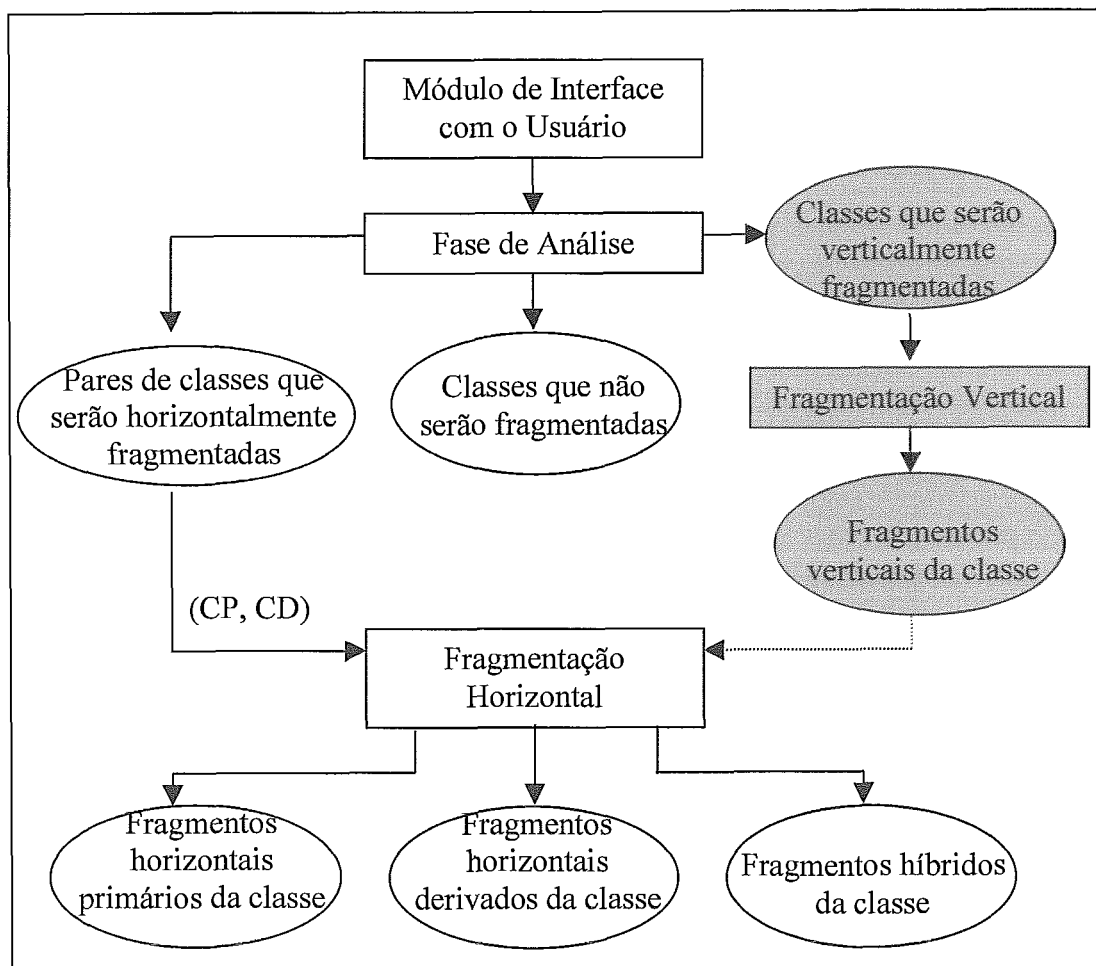 Módulo de Interface
com o Usuário
Fase de Análise
Classes que serão
verticalmente
fragmentadas
Pares de classes que
serão horizontalmente
fragmentadas
Classes que não
serão fragmentadas
Fragmentação Vertical
Fragmentos
verticais da classe
(CP, CD)
Fragmentação
Horizontal
Fragmentos
horizontais
primários da classe
Fragmentos
horizontais
derivados da classe
Fragmentos híbridos
da classe